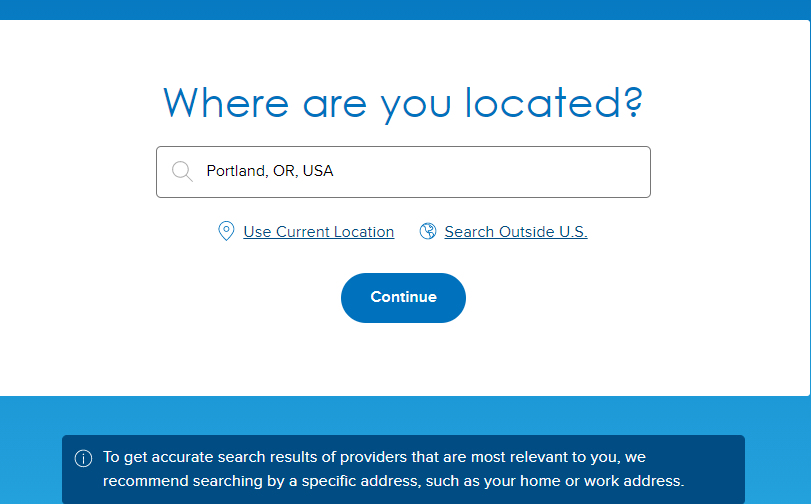 Where are you located?
Portland, OR, USA
Use Current Location Search Outside U.S.
Continue
To get accurate search results of providers that are most relevant to you, we
recommend searching by a specific address, such as your home or work address.